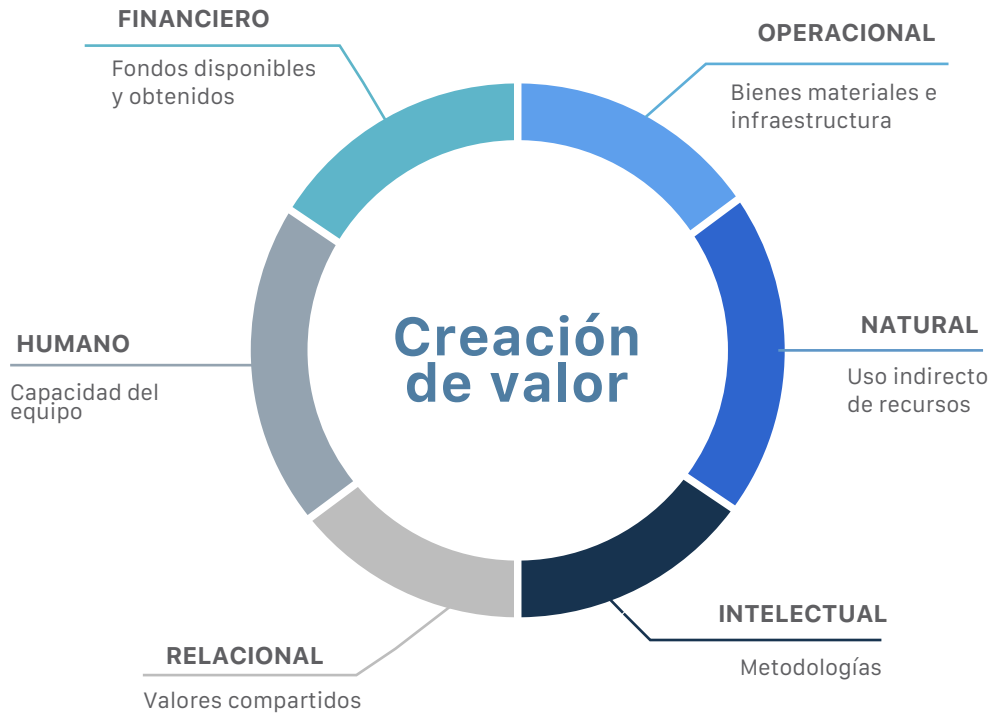 FINANCIERO
Fondos disponibles
y obtenidos
OPERACIONAL
Bienes materiales e
infraestructura
HUMANO
Capacidad del
equipo
Creación
de valor
NATURAL
Uso indirecto
de recursos
RELACIONAL
Valores compartidos
INTELECTUAL
Metodologías